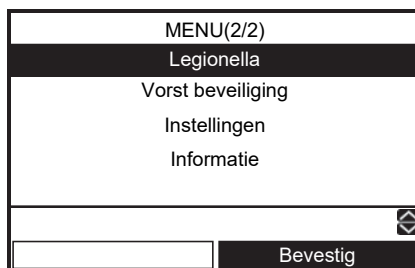 MENU(2/2)
Legionella
Vorst beveiliging
Instellingen
Informatie
Bevestig